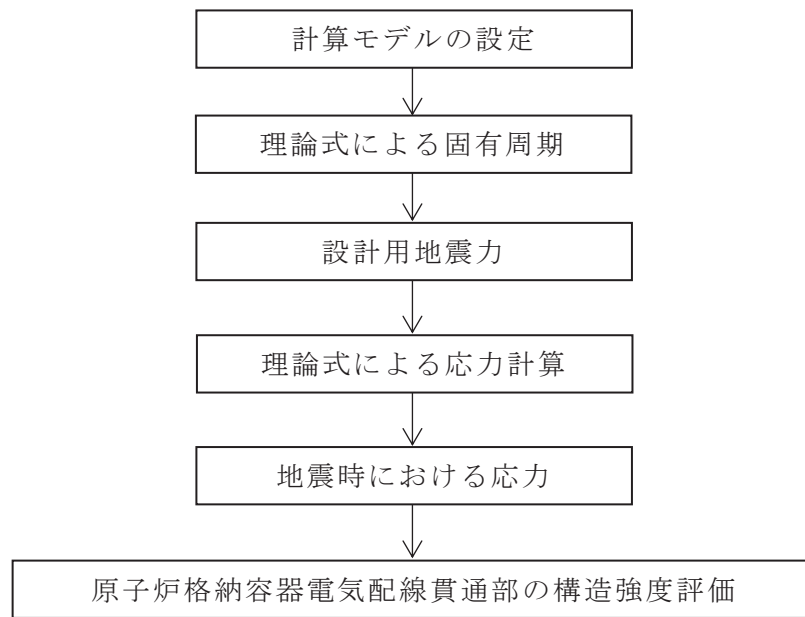 計算モデルの設定
理論式による固有周期
設計用地震力
理論式による応力計算
地震時における応力
原子炉格納容器電気配線貫通部の構造強度評価